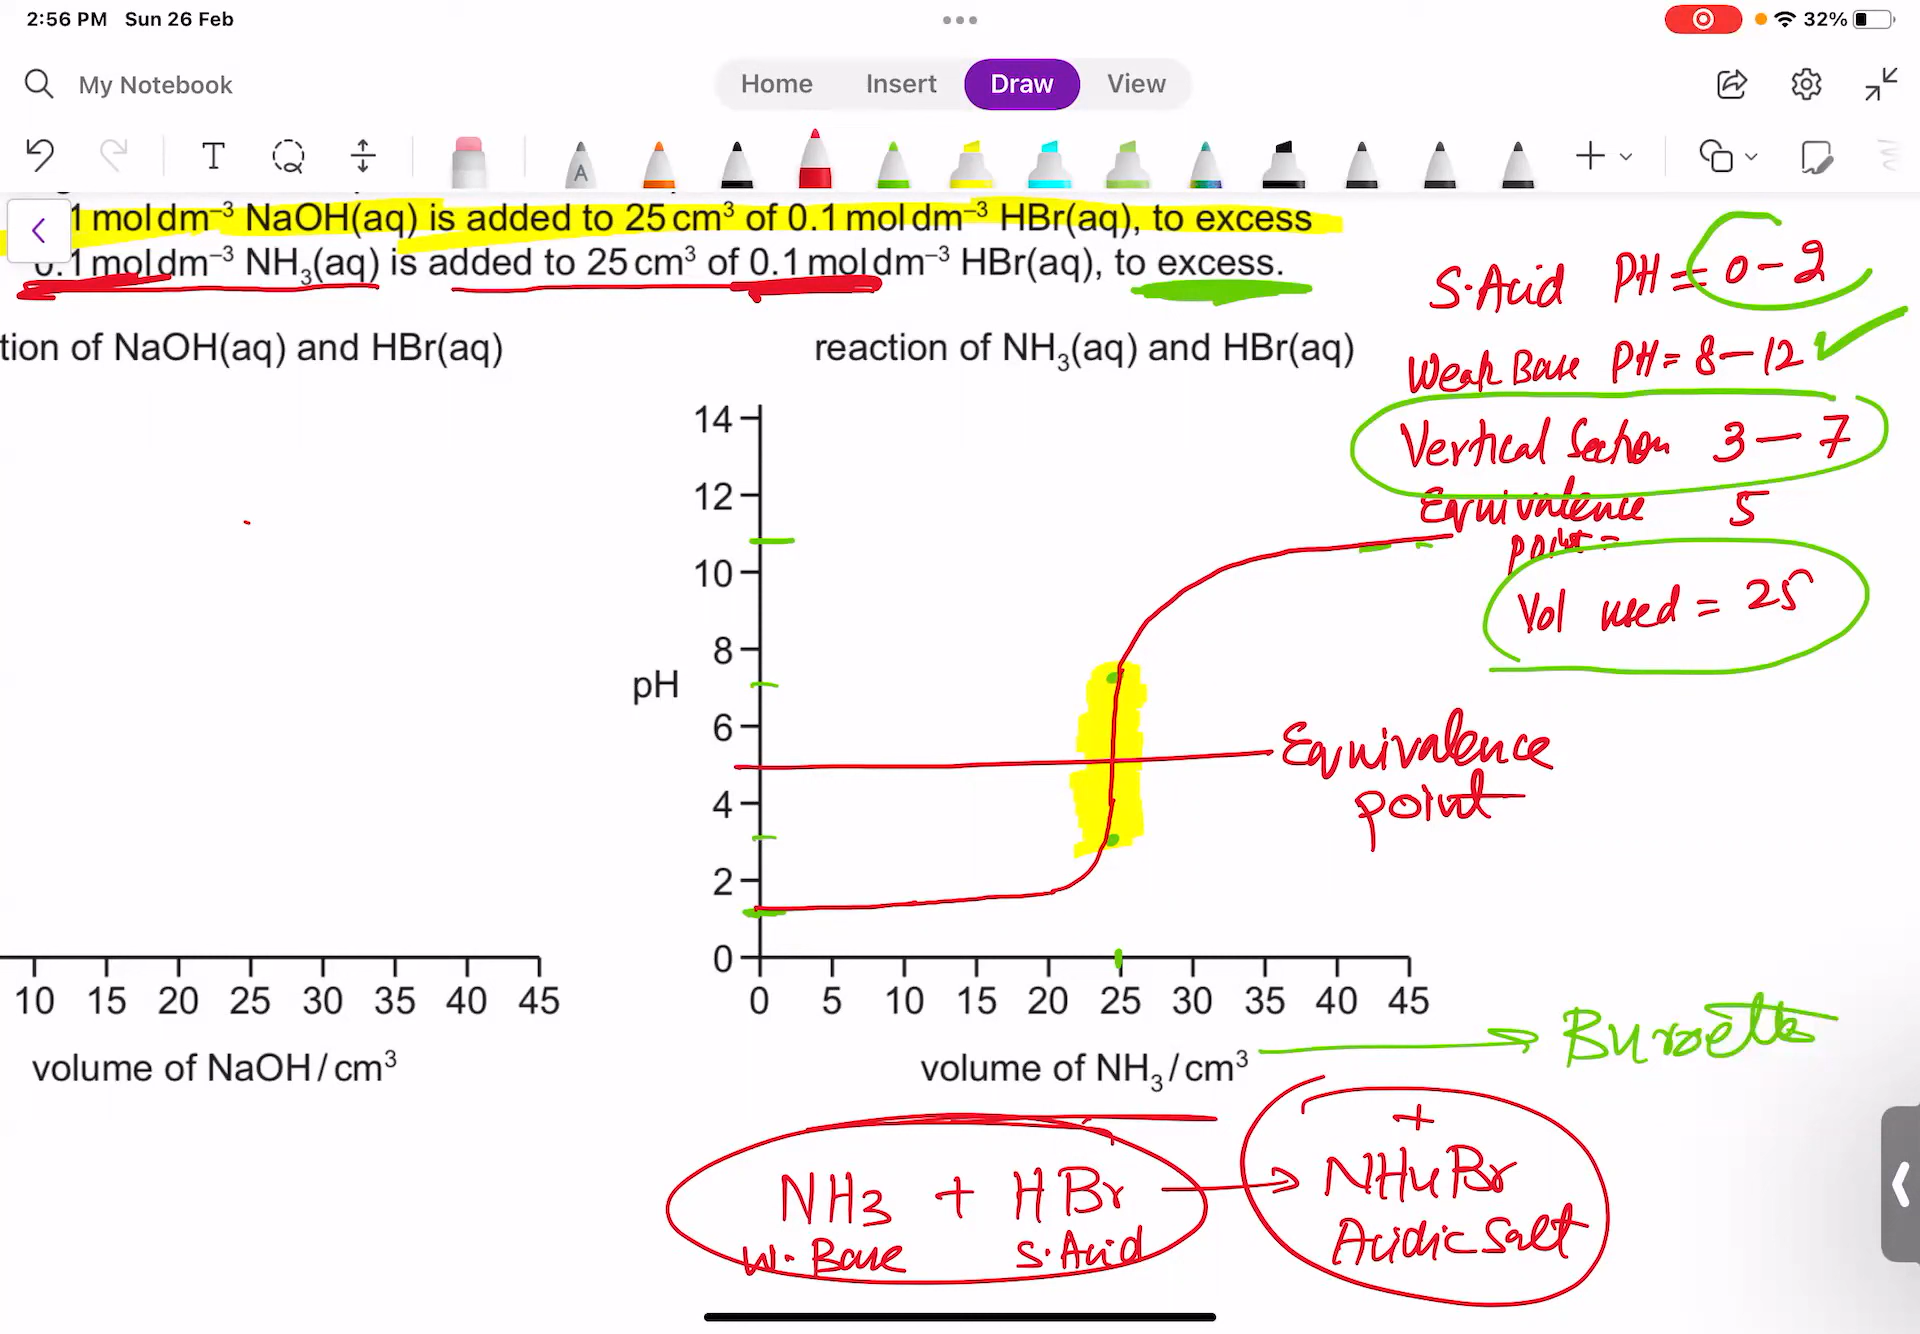 2:56 PM Sun 26 Feb
32%
My Notebook
Home Insert Draw View
T
A
1 mol dm⁻³ NaOH(aq) is added to 25 cm³ of 0.1 mol dm⁻³ HBr(aq), to excess
0.1 mol dm⁻³ NH₃(aq) is added to 25 cm³ of 0.1 mol dm⁻³ HBr(aq), to excess.
S.Acid PH = 0 - 2
tion of NaOH(aq) and HBr(aq)
reaction of NH₃(aq) and HBr(aq)
Weak Base PH = 8 - 12
Vertical Section 3 - 7
Equivalence 5
point =
Vol used = 25
14
12
10
8
pH
6
4
2
0
Equivalence
point
10 15 20 25 30 35 40 45
0 5 10 15 20 25 30 35 40 45
volume of NaOH / cm³
volume of NH₃ / cm³
Burette
+
NH3 + HBr → NH4Br
W. Base S. Acid Acidic Salt